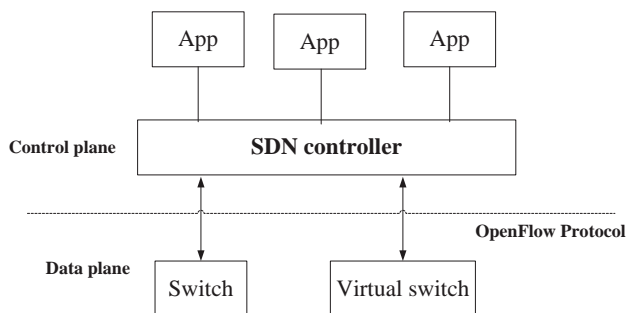 App
App
App
Control plane
SDN controller
OpenFlow Protocol
Data plane
Switch
Virtual switch